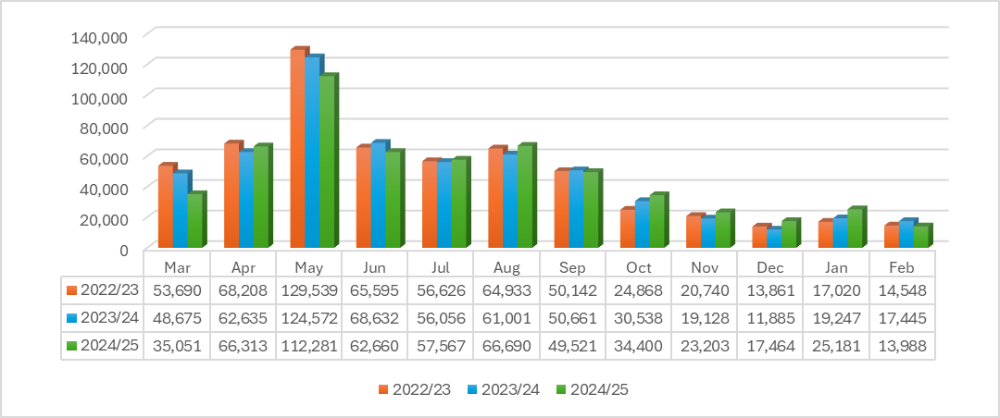 140,000
120,000
100,000
80,000
60,000
40,000
20,000
0
Mar Apr May Jun Jul Aug Sep Oct Nov Dec Jan Feb
2022/23 53,690 68,208 129,539 65,595 56,626 64,933 50,142 24,868 20,740 13,861 17,020 14,548
2023/24 48,675 62,635 124,572 68,632 56,056 61,001 50,661 30,538 19,128 11,885 19,247 17,445
2024/25 35,051 66,313 112,281 62,660 57,567 66,690 49,521 34,400 23,203 17,464 25,181 13,988
2022/23 2023/24 2024/25